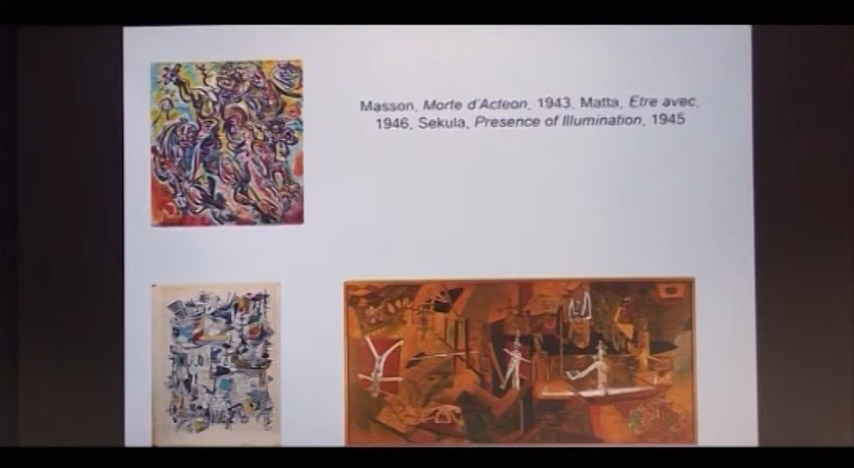 Masson, Morte d'Acteon, 1943, Matta, Etre avec,
1946, Sekula, Presence of Illumination, 1945